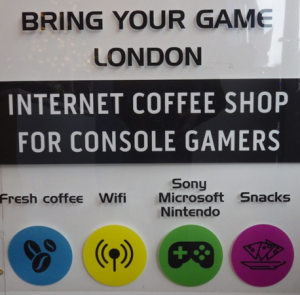 BRING YOUR GAME
LONDON
INTERNET COFFEE SHOP
FOR CONSOLE GAMERS
Fresh coffee
Wifi
Sony
Microsoft
Nintendo
Snacks